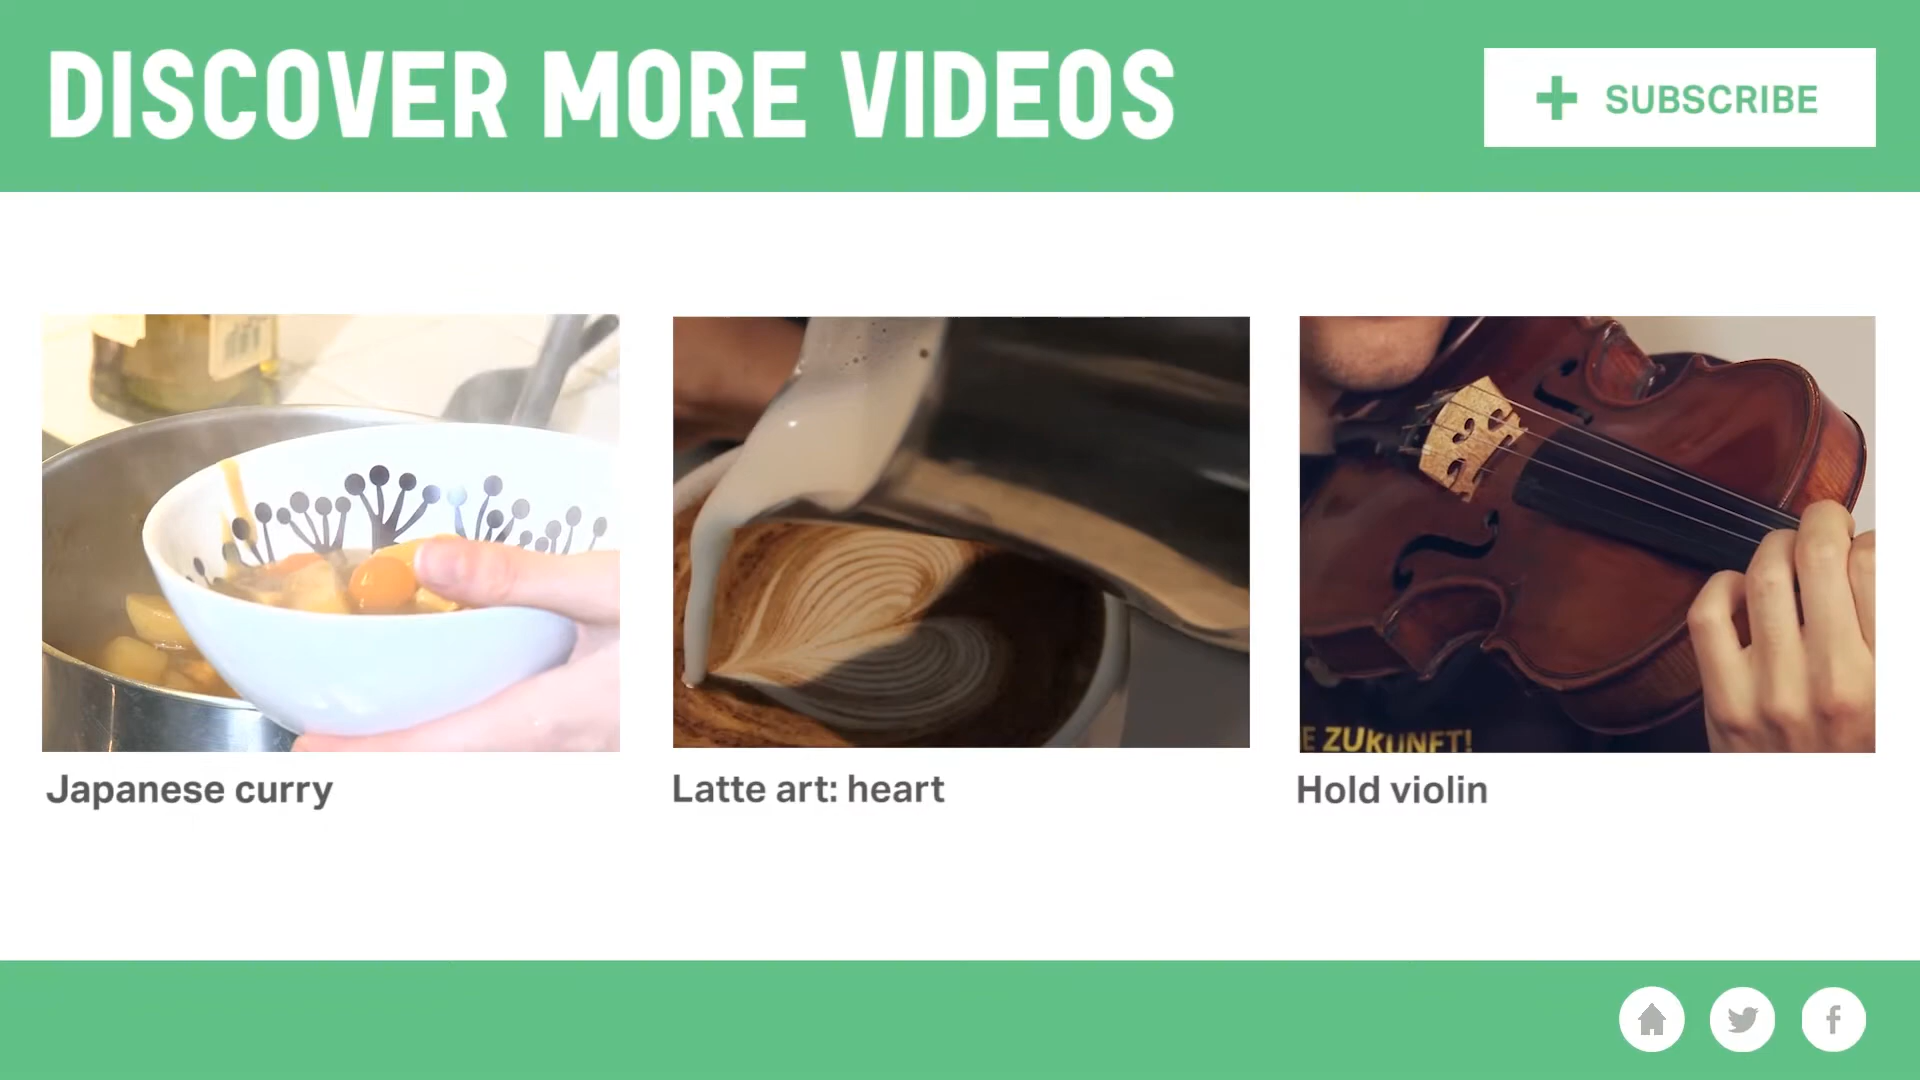 DISCOVER MORE VIDEOS
SUBSCRIBE
E ZUKUNFT!
Japanese curry
Latte art: heart
Hold violin